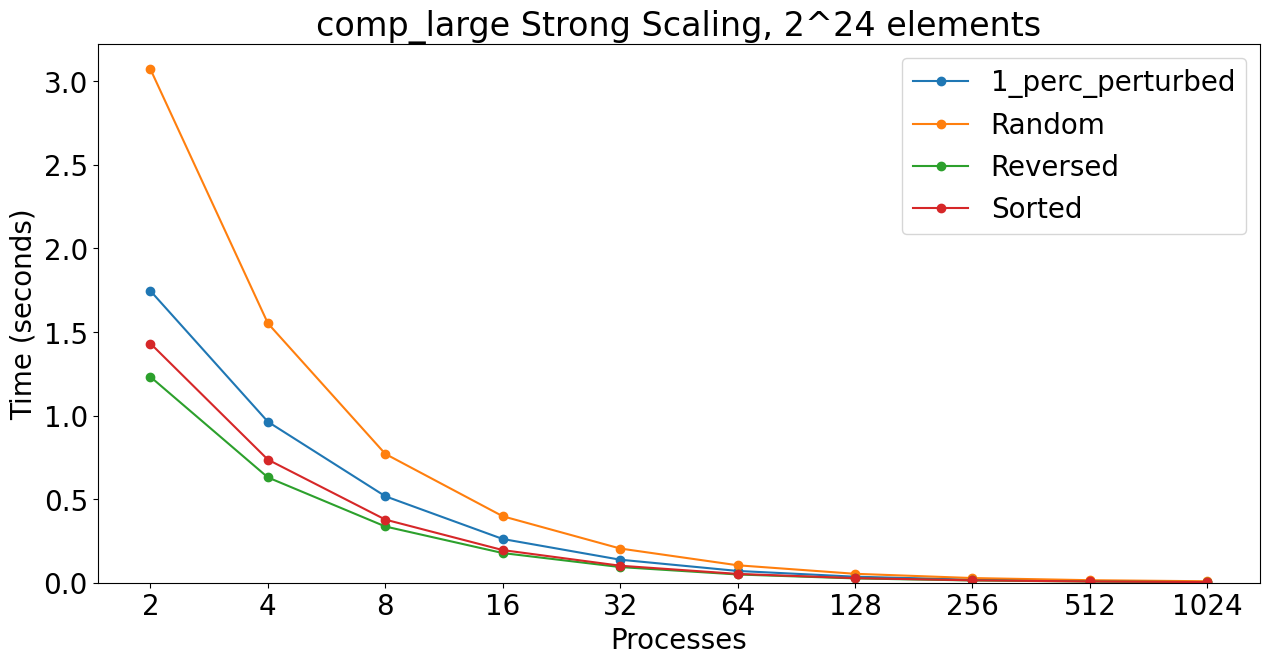 comp_large Strong Scaling, 2^24 elements
1_perc_perturbed
Random
Reversed
Sorted
Time (seconds)
3.0
2.5
2.0
1.5
1.0
0.5
0.0
2 4 8 16 32 64 128 256 512 1024
Processes